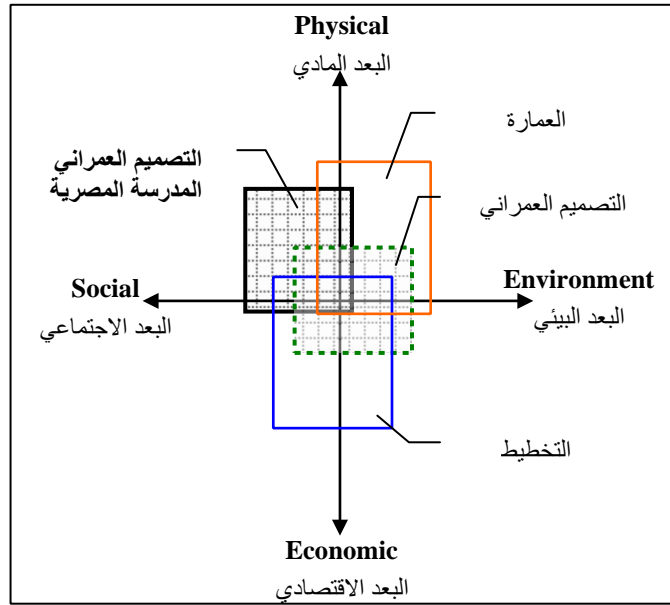 Physical
البعد المادي
العمارة
التصميم العمراني
المدرسة المصرية
التصميم العمراني
Social
البعد الاجتماعي
Environment
البعد البيئي
التخطيط
Economic
البعد الاقتصادي